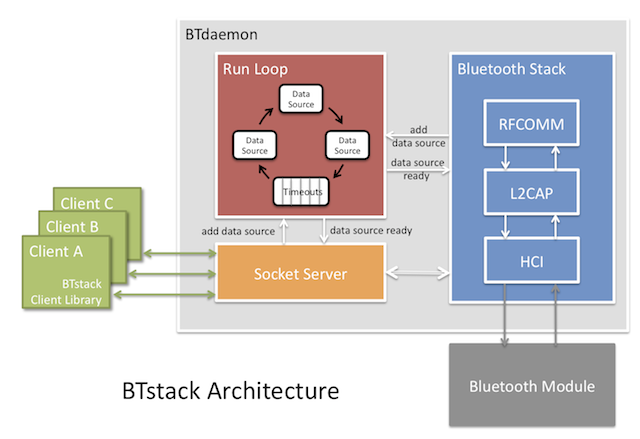 BTdaemon
Run Loop
Data
Source
Data
Source
Data
Source
Timeouts
Bluetooth Stack
RFCOMM
L2CAP
HCI
add
data source
data source
ready
add data source
data source ready
Client C
Client B
Client A
BTstack
Client Library
Socket Server
Bluetooth Module
BTstack Architecture